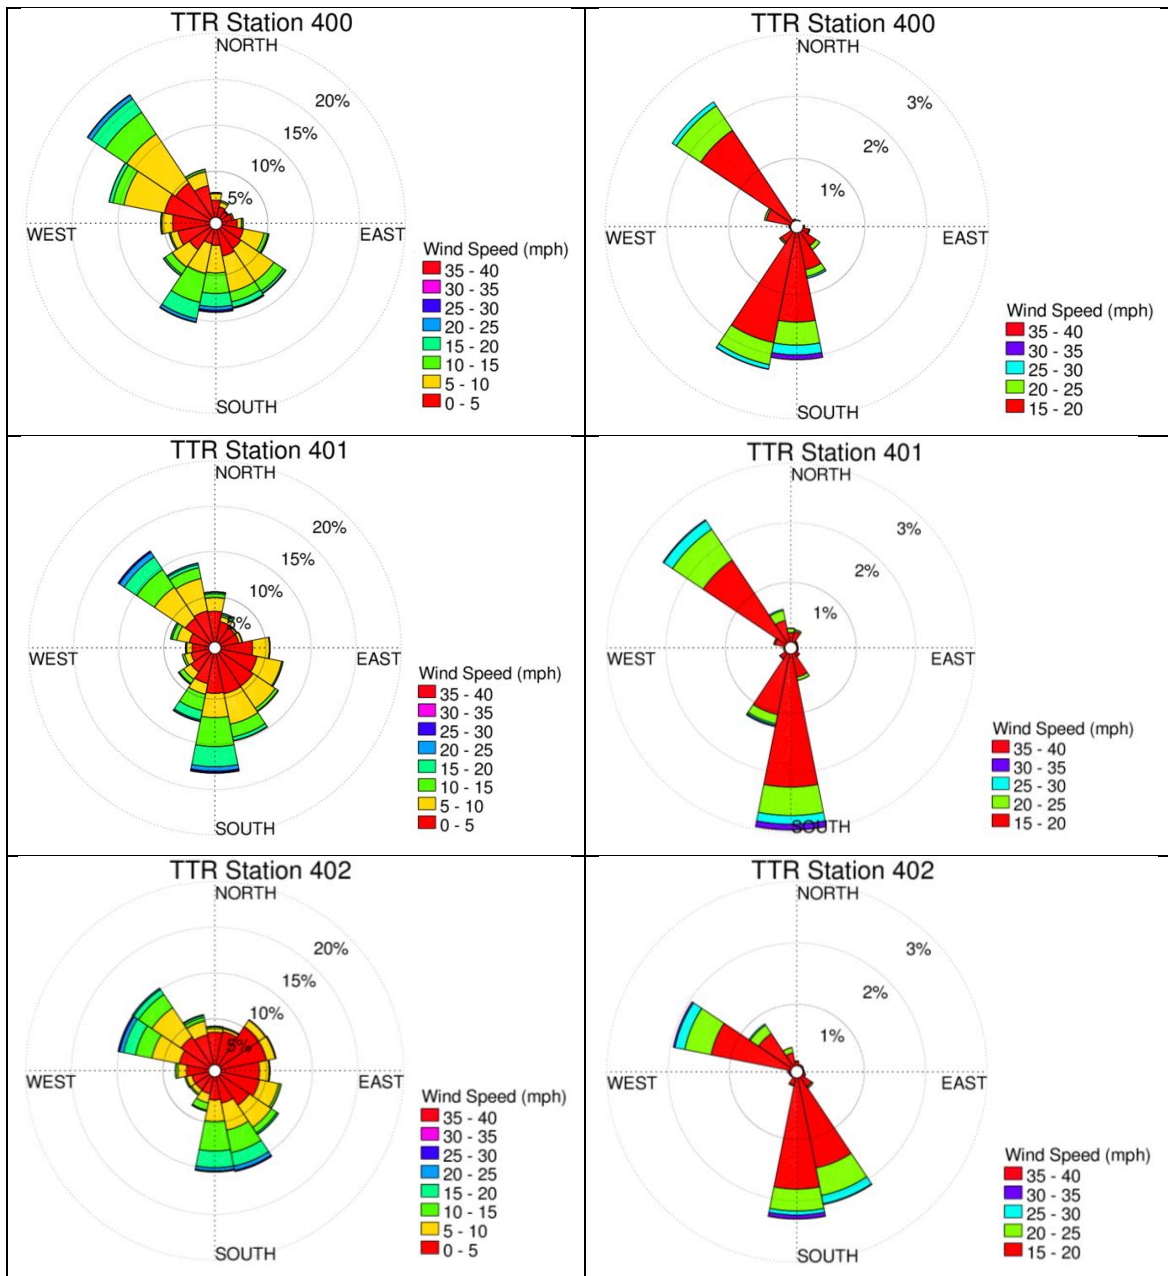 TTR Station 400
NORTH
20%
15%
10%
5%
WEST
EAST
Wind Speed (mph)
35 - 40
30 - 35
25 - 30
20 - 25
15 - 20
10 - 15
5 - 10
0 - 5
SOUTH
TTR Station 400
NORTH
3%
2%
1%
WEST
EAST
Wind Speed (mph)
35 - 40
30 - 35
25 - 30
20 - 25
15 - 20
SOUTH
TTR Station 401
NORTH
20%
15%
10%
5%
WEST
EAST
Wind Speed (mph)
35 - 40
30 - 35
25 - 30
20 - 25
15 - 20
10 - 15
5 - 10
0 - 5
SOUTH
TTR Station 401
NORTH
3%
2%
1%
WEST
EAST
Wind Speed (mph)
35 - 40
30 - 35
25 - 30
20 - 25
15 - 20
SOUTH
TTR Station 402
NORTH
20%
15%
10%
5%
WEST
EAST
Wind Speed (mph)
35 - 40
30 - 35
25 - 30
20 - 25
15 - 20
10 - 15
5 - 10
0 - 5
SOUTH
TTR Station 402
NORTH
3%
2%
1%
WEST
EAST
Wind Speed (mph)
35 - 40
30 - 35
25 - 30
20 - 25
15 - 20
SOUTH